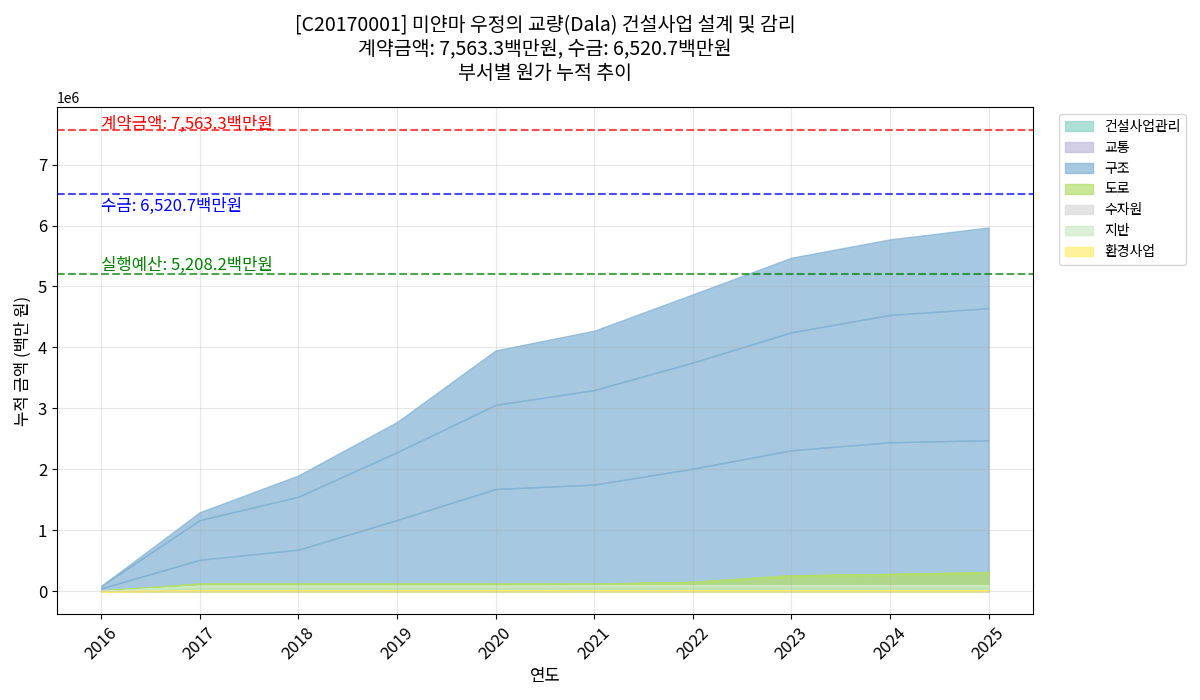 [C20170001] 미얀마 우정의 교량(Dala) 건설사업 설계 및 감리
계약금액: 7,563.3백만원, 수금: 6,520.7백만원
부서별 원가 누적 추이
1e6
계약금액: 7,563.3백만원
수금: 6,520.7백만원
실행예산: 5,208.2백만원
누적 금액 (백만 원)
7
6
5
4
3
2
1
0
2016
2017
2018
2019
2020
2021
2022
2023
2024
2025
연도
건설사업관리
교통
구조
도로
수자원
지반
환경사업